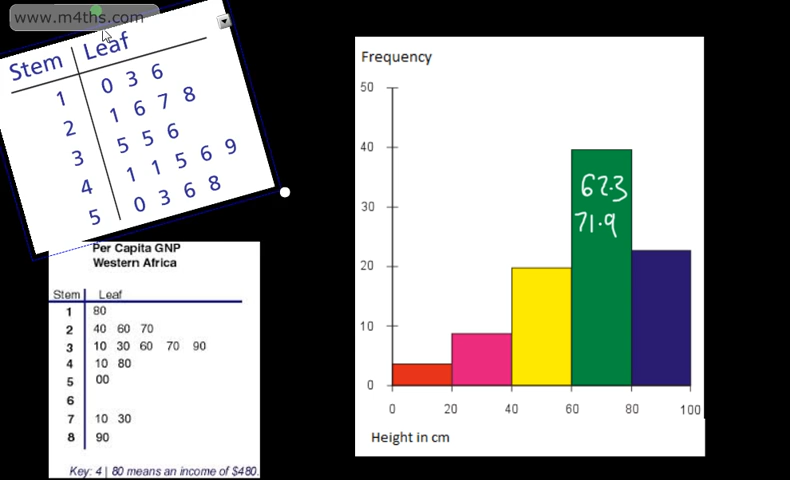 www.m4ths.com
Stem Leaf
1 0 3 6
2 1 6 7 8
3 5 5 6
4 1 1 5 6 9
5 0 3 6 8
Per Capita GNP
Western Africa
Stem Leaf
1 80
2 40 60 70
3 10 30 60 70 90
4 10 80
5 00
6
7 10 30
8 90
Key: 4 | 80 means an income of $480.
Frequency
50
40
30
20
10
0
62.3
71.9
0 20 40 60 80 100
Height in cm